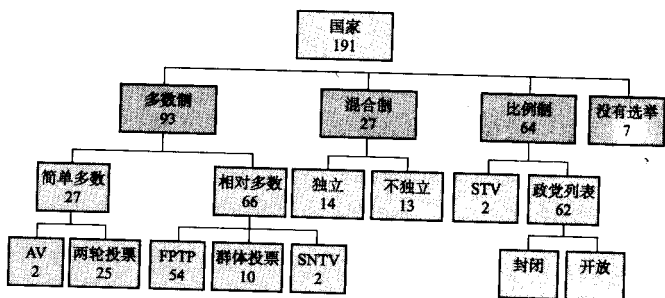 国家
191
多数制
93
混合制
27
比例制
64
没有选举
7
简单多数
27
相对多数
66
独立
14
不独立
13
STV
2
政党列表
62
AV
2
两轮投票
25
FPTP
54
群体投票
10
SNTV
2
封闭
开放